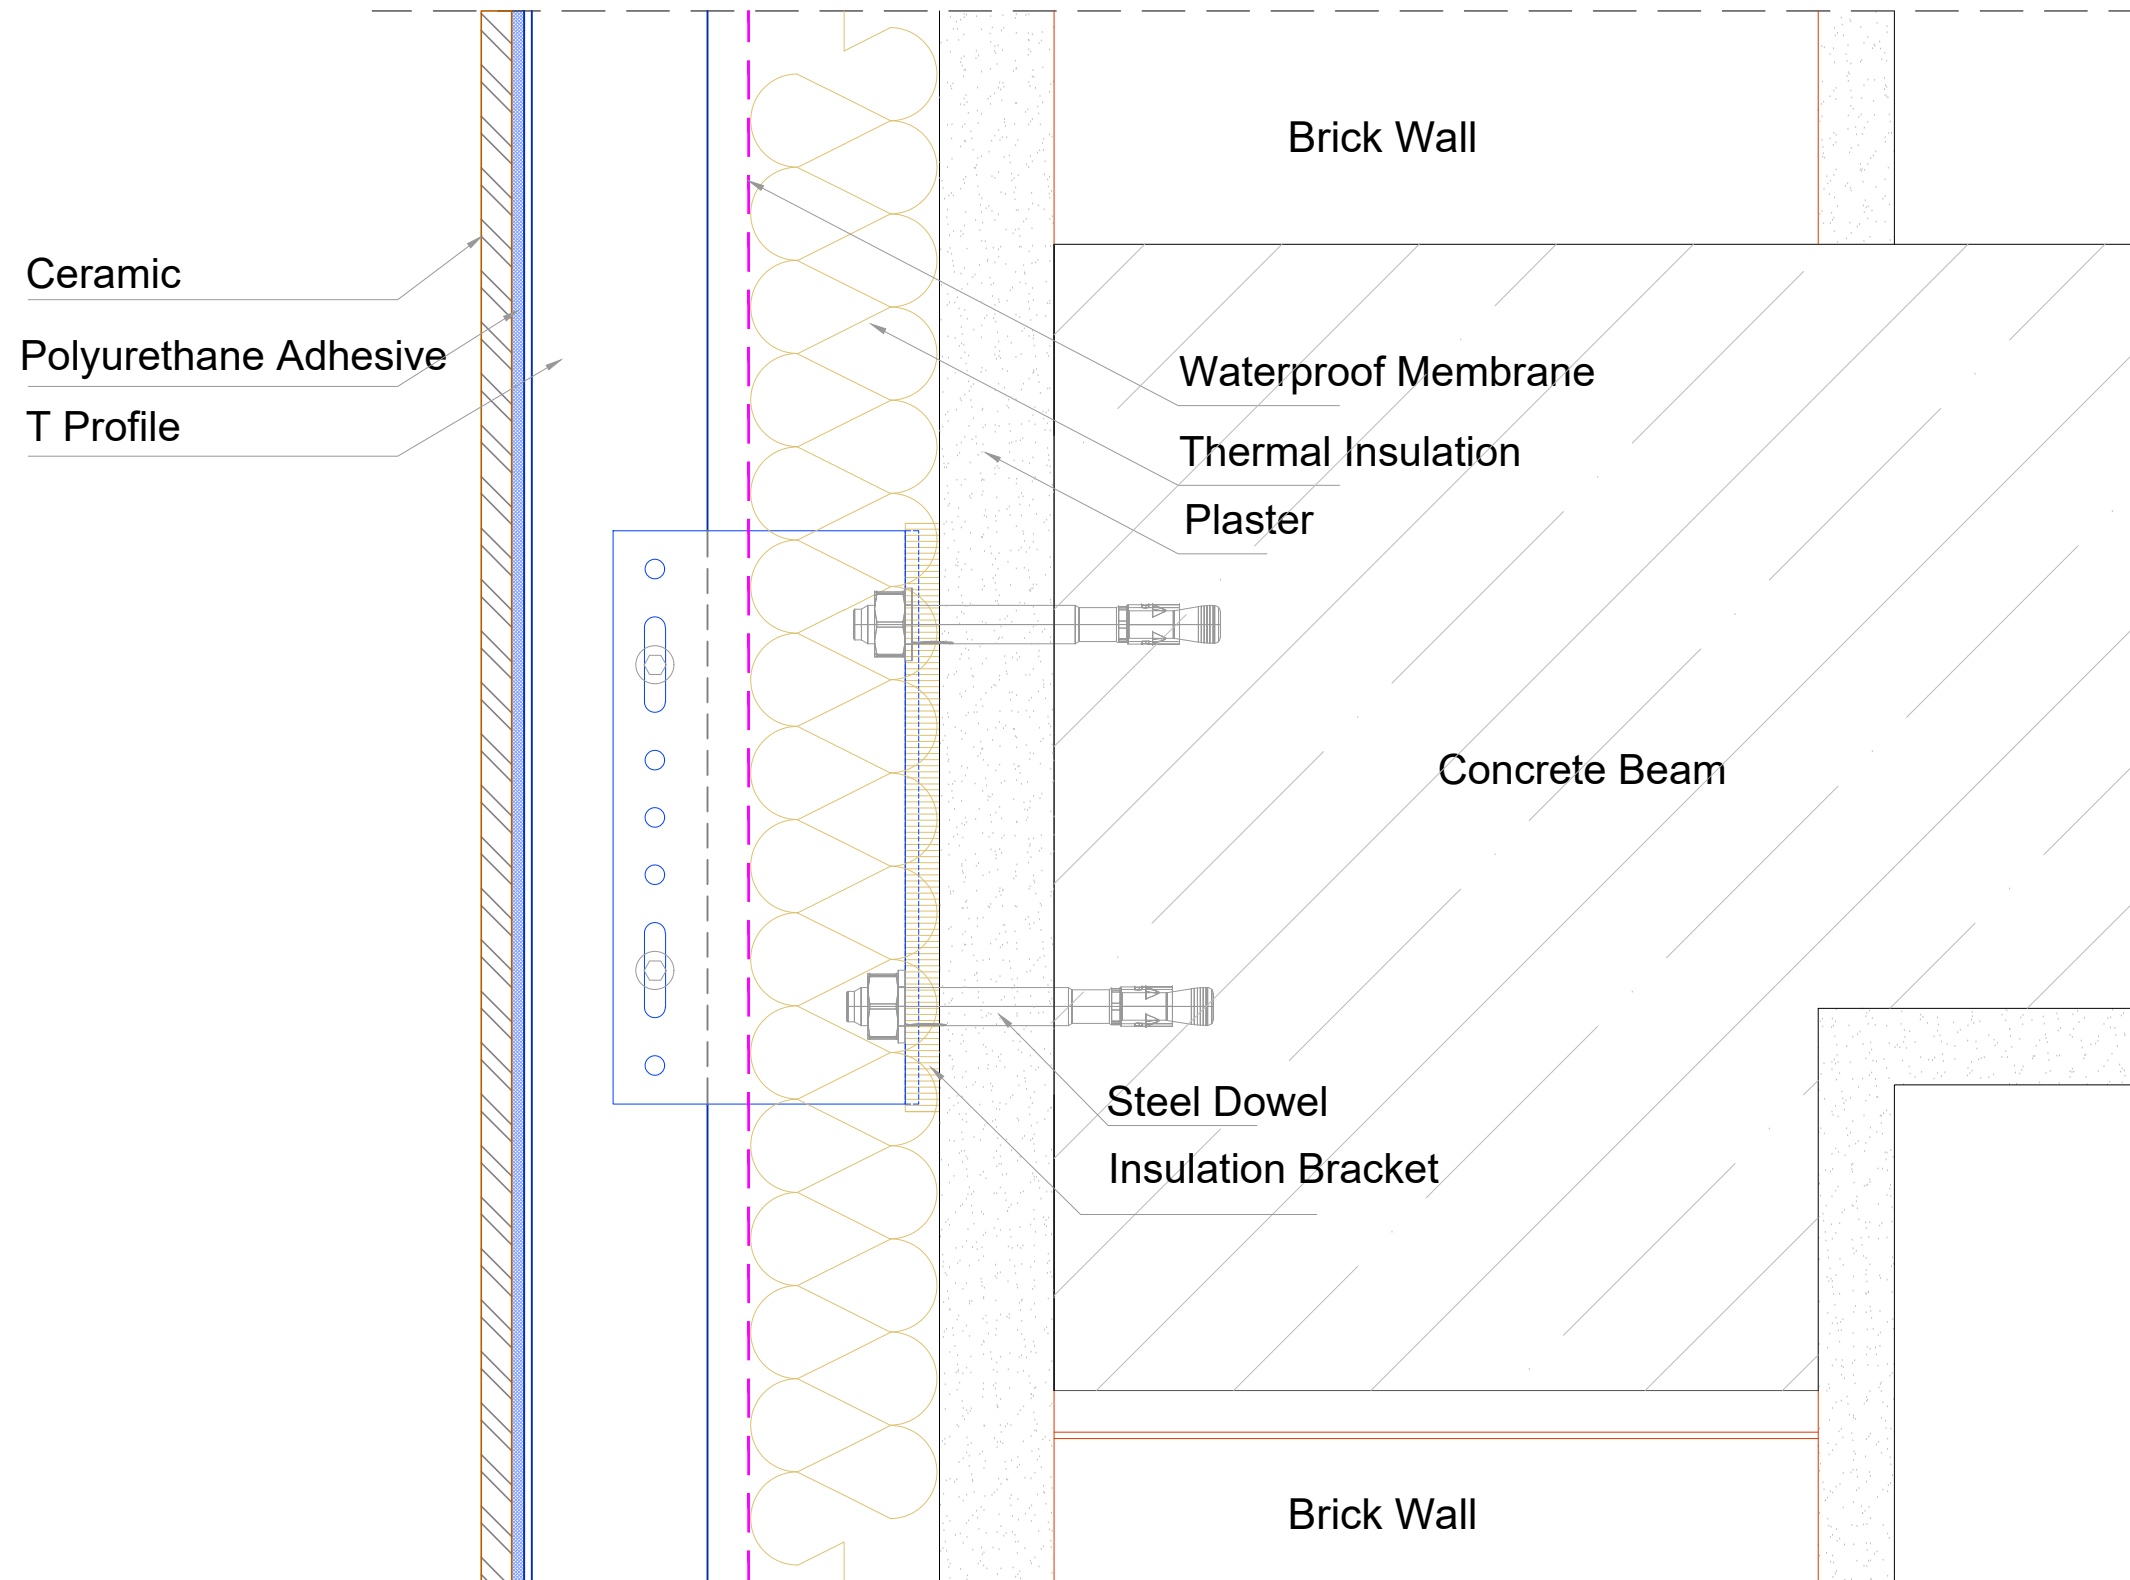 Brick Wall
Ceramic
Polyurethane Adhesive
T Profile
Waterproof Membrane
Thermal Insulation
Plaster
Concrete Beam
Steel Dowel
Insulation Bracket
Brick Wall